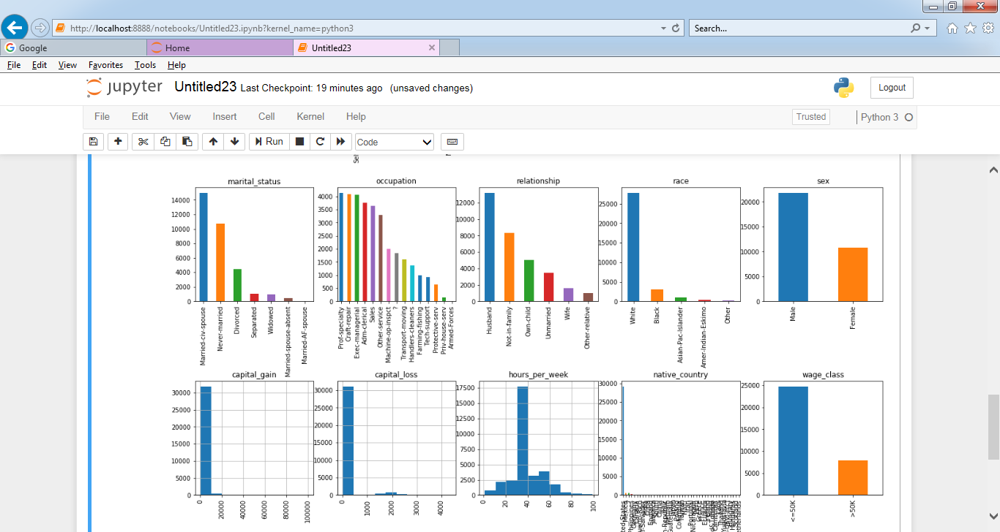 http://localhost:8888/notebooks/Untitled23.ipynb?kernel_name=python3
Search...
Google
Home
Untitled23
File Edit View Favorites Tools Help
jupyter Untitled23 Last Checkpoint: 19 minutes ago (unsaved changes)
Logout
File Edit View Insert Cell Kernel Help
Trusted
Python 3
Run
Code
marital_status
14000
12000
10000
8000
6000
4000
2000
0
Married-civ-spouse
Never-married
Divorced
Separated
Widowed
Married-spouse-absent
Married-AF-spouse
occupation
4000
3500
3000
2500
2000
1500
1000
500
0
Prof-specialty
Craft-repair
Exec-managerial
Adm-clerical
Sales
Other-service
Machine-op-inspct
?
Transport-moving
Handlers-cleaners
Farming-fishing
Tech-support
Protective-serv
Priv-house-serv
Armed-Forces
relationship
12000
10000
8000
6000
4000
2000
0
Husband
Not-in-family
Own-child
Unmarried
Wife
Other-relative
race
25000
20000
15000
10000
5000
0
White
Black
Asian-Pac-Islander
Amer-Indian-Eskimo
Other
sex
20000
15000
10000
5000
0
Male
Female
capital_gain
30000
25000
20000
15000
10000
5000
0
0
20000
40000
60000
80000
100000
capital_loss
30000
25000
20000
15000
10000
5000
0
0
1000
2000
3000
4000
hours_per_week
17500
15000
12500
10000
7500
5000
2500
0
0
20
40
60
80
100
native_country
30000
25000
20000
15000
10000
5000
0
wage_class
25000
20000
15000
10000
5000
0
<=50K
>50K